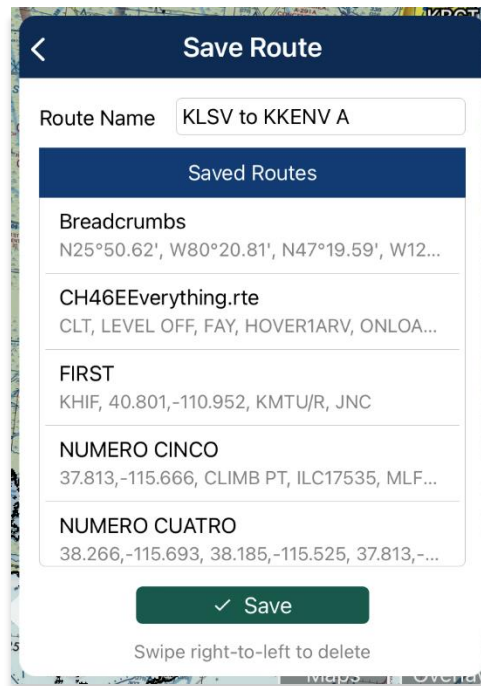 KRCT
Save Route
Route Name KLSV to KKENV A
Saved Routes
Breadcrumbs
N25°50.62', W80°20.81', N47°19.59', W12...
CH46EEverything.rte
CLT, LEVEL OFF, FAY, HOVER1ARV, ONLOA...
FIRST
KHIF, 40.801,-110.952, KMTU/R, JNC
NUMERO CINCO
37.813,-115.666, CLIMB PT, ILC17535, MLF...
NUMERO CUATRO
38.266,-115.693, 38.185,-115.525, 37.813,-...
✓ Save
Swipe right-to-left to delete
Maps